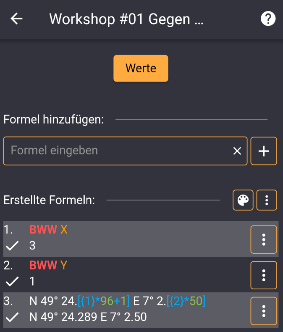 Workshop #01 Gegen ...
Werte
Formel hinzufügen:
Formel eingeben
Erstellte Formeln:
1. BWW X
3
2. BWW Y
1
3. N 49° 24.[{1}*96+1] E 7° 2.[{2}*50]
N 49° 24.289 E 7° 2.50